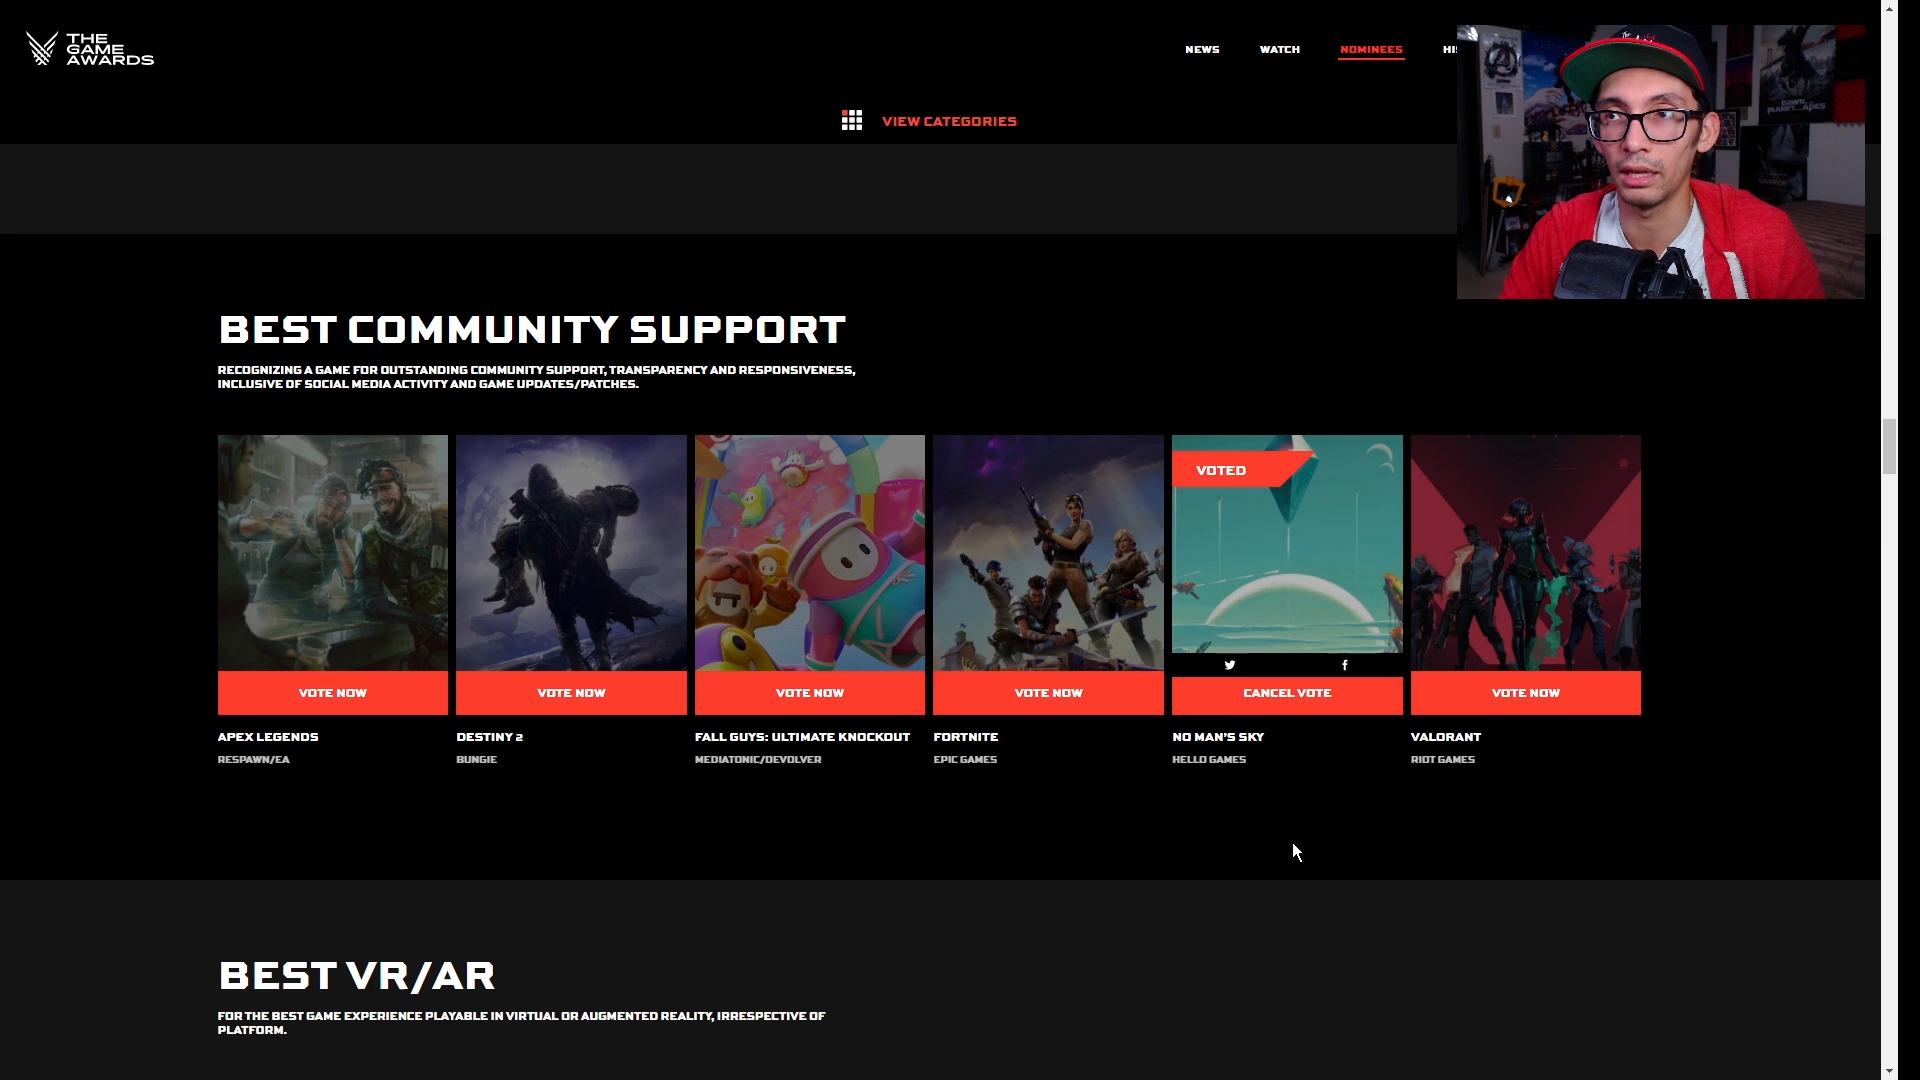 THE
GAME
AWARDS
NEWS
WATCH
NOMINEES
VIEW CATEGORIES
BEST COMMUNITY SUPPORT
RECOGNIZING A GAME FOR OUTSTANDING COMMUNITY SUPPORT, TRANSPARENCY AND RESPONSIVENESS,
INCLUSIVE OF SOCIAL MEDIA ACTIVITY AND GAME UPDATES/PATCHES.
VOTED
VOTE NOW
VOTE NOW
VOTE NOW
VOTE NOW
CANCEL VOTE
VOTE NOW
APEX LEGENDS
DESTINY 2
FALL GUYS: ULTIMATE KNOCKOUT
FORTNITE
NO MAN'S SKY
VALORANT
RESPAWN/EA
BUNGIE
MEDIATONIC/DEVOLVER
EPIC GAMES
HELLO GAMES
RIOT GAMES
BEST VR/AR
FOR THE BEST GAME EXPERIENCE PLAYABLE IN VIRTUAL OR AUGMENTED REALITY, IRRESPECTIVE OF
PLATFORM.